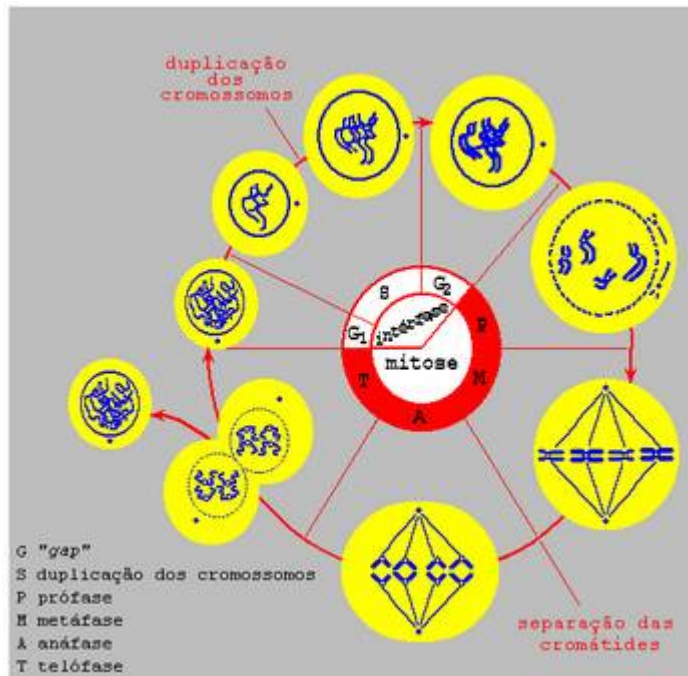 duplicação
dos
cromossomos
S
G2
G1
intérfase
P
mitose
T
M
A
G "gap"
S duplicação dos cromossomos
P prófase
M metáfase
A anáfase
T telófase
separação das
cromátides